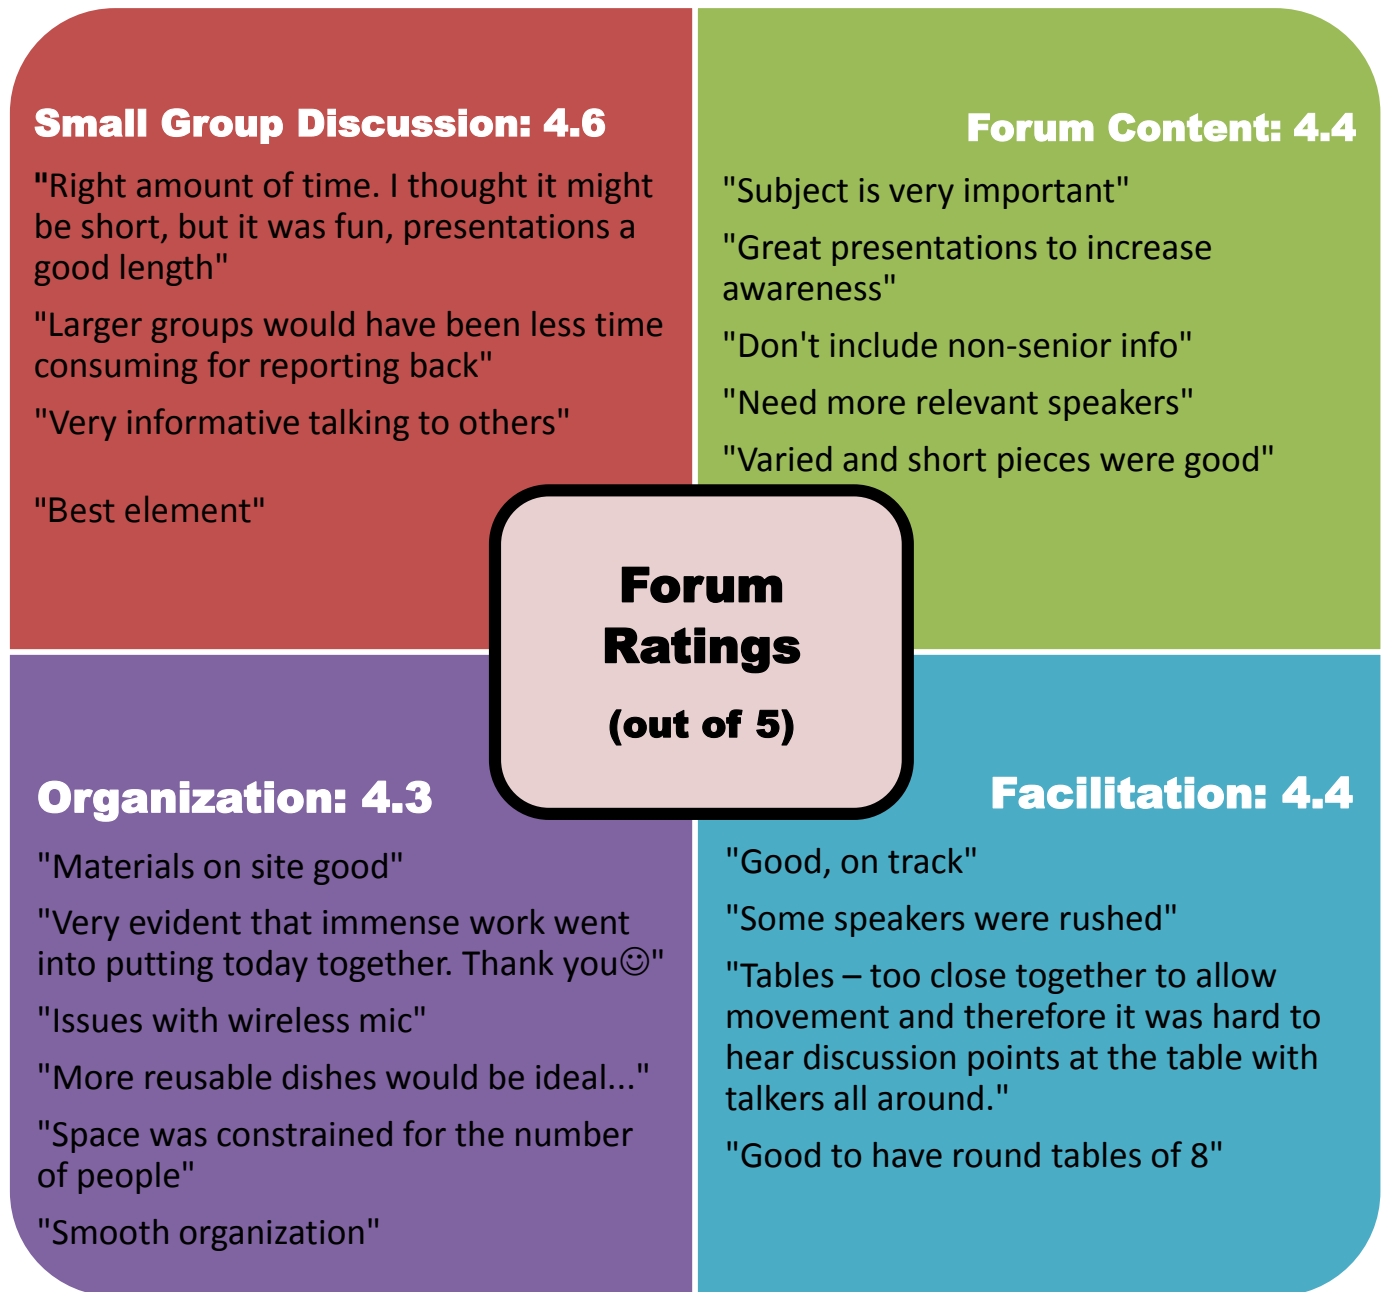 Small Group Discussion: 4.6
"Right amount of time. I thought it might
be short, but it was fun, presentations a
good length"
"Larger groups would have been less time
consuming for reporting back"
"Very informative talking to others"
"Best element"
Forum Content: 4.4
"Subject is very important"
"Great presentations to increase
awareness"
"Don't include non-senior info"
"Need more relevant speakers"
"Varied and short pieces were good"
Forum
Ratings
(out of 5)
Organization: 4.3
"Materials on site good"
"Very evident that immense work went
into putting today together. Thank you☺"
"Issues with wireless mic"
"More reusable dishes would be ideal..."
"Space was constrained for the number
of people"
"Smooth organization"
Facilitation: 4.4
"Good, on track"
"Some speakers were rushed"
"Tables – too close together to allow
movement and therefore it was hard to
hear discussion points at the table with
talkers all around."
"Good to have round tables of 8"